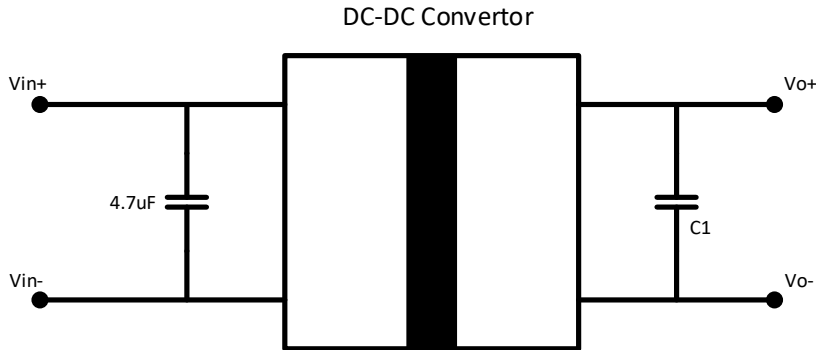 DC-DC Convertor
Vin+
Vo+
4.7uF
C1
Vin-
Vo-